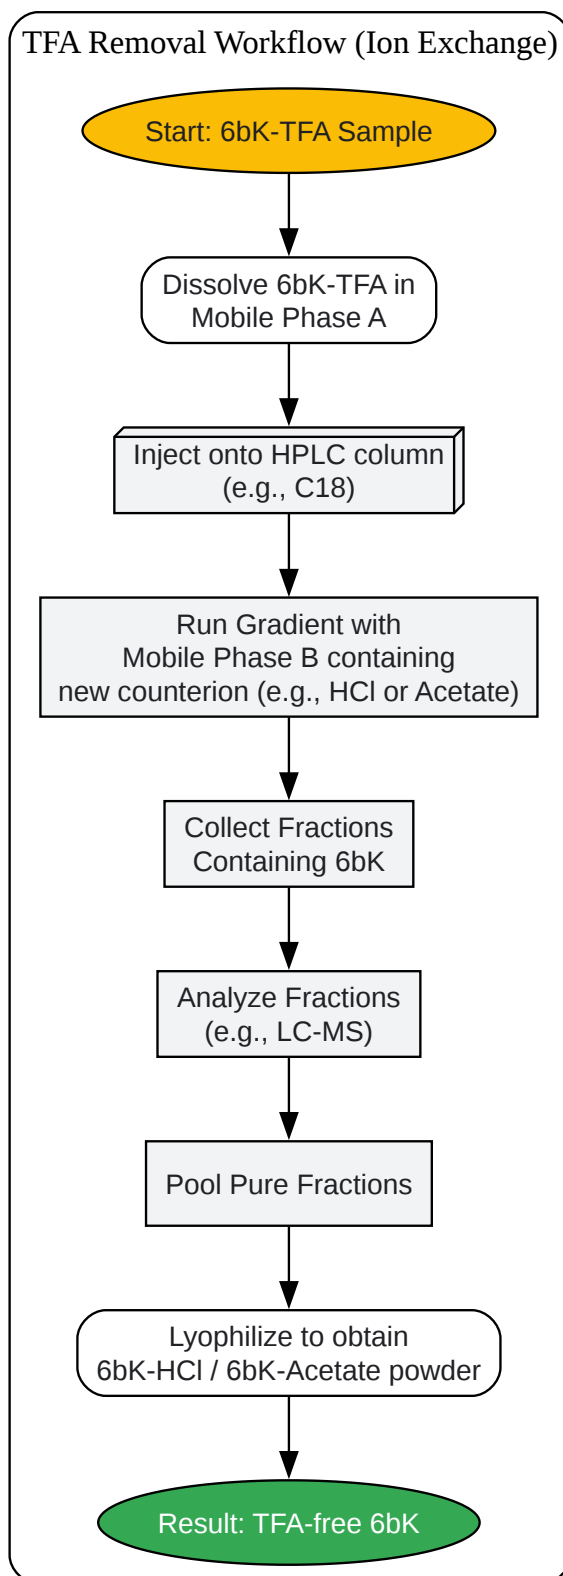 TFA Removal Workflow (Ion Exchange)
Start: 6bK-TFA Sample
Dissolve 6bK-TFA in
Mobile Phase A
Inject onto HPLC column
(e.g., C18)
Run Gradient with
Mobile Phase B containing
new counterion (e.g., HCl or Acetate)
Collect Fractions
Containing 6bK
Analyze Fractions
(e.g., LC-MS)
Pool Pure Fractions
Lyophilize to obtain
6bK-HCl / 6bK-Acetate powder
Result: TFA-free 6bK